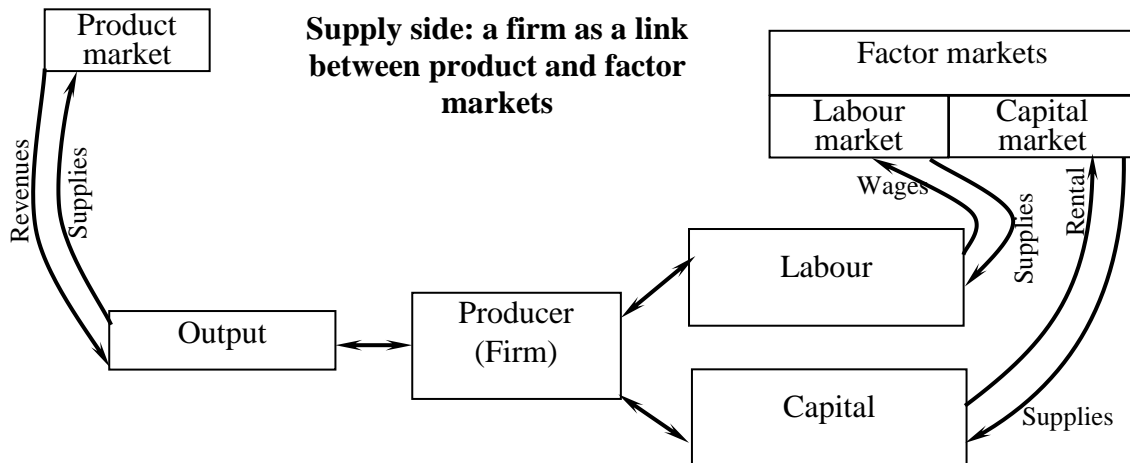 Product
market
Supply side: a firm as a link
between product and factor
markets
Factor markets
Labour
market
Capital
market
Revenues
Supplies
Wages
Supplies
Rental
Labour
Output
Producer
(Firm)
Capital
Supplies